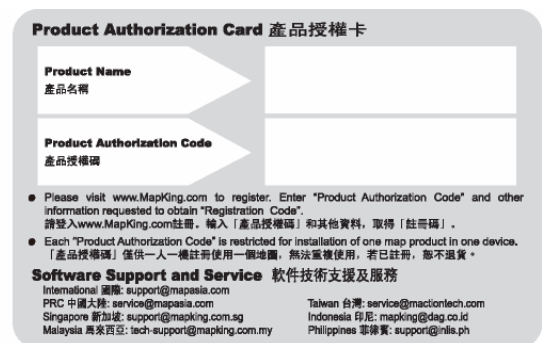 Product Authorization Card 產品授權卡
Product Name
產品名稱
Product Authorization Code
產品授權碼
● Please visit www.MapKing.com to register. Enter "Product Authorization Code" and other
information requested to obtain "Registration Code".
請登入www.MapKing.com註冊。輸入「產品授權碼」和其他資料，取得「註冊碼」。
● Each "Product Authorization Code" is restricted for installation of one map product in one device.
「產品授權碼」僅供一人一機註冊使用一個地圖，無法重複使用，若已註冊，恕不退貨。
Software Support and Service 軟件技術支援及服務
International 國際: support@mapasia.com
PRC 中國大陸: service@mapasia.com
Taiwan 台灣: service@mactiontech.com
Singapore 新加坡: support@mapking.com.sg
Indonesia 印尼: mapking@dag.co.id
Malaysia 馬來西亞: tech-support@mapking.com.my
Philippines 菲律賓: support@inlis.ph